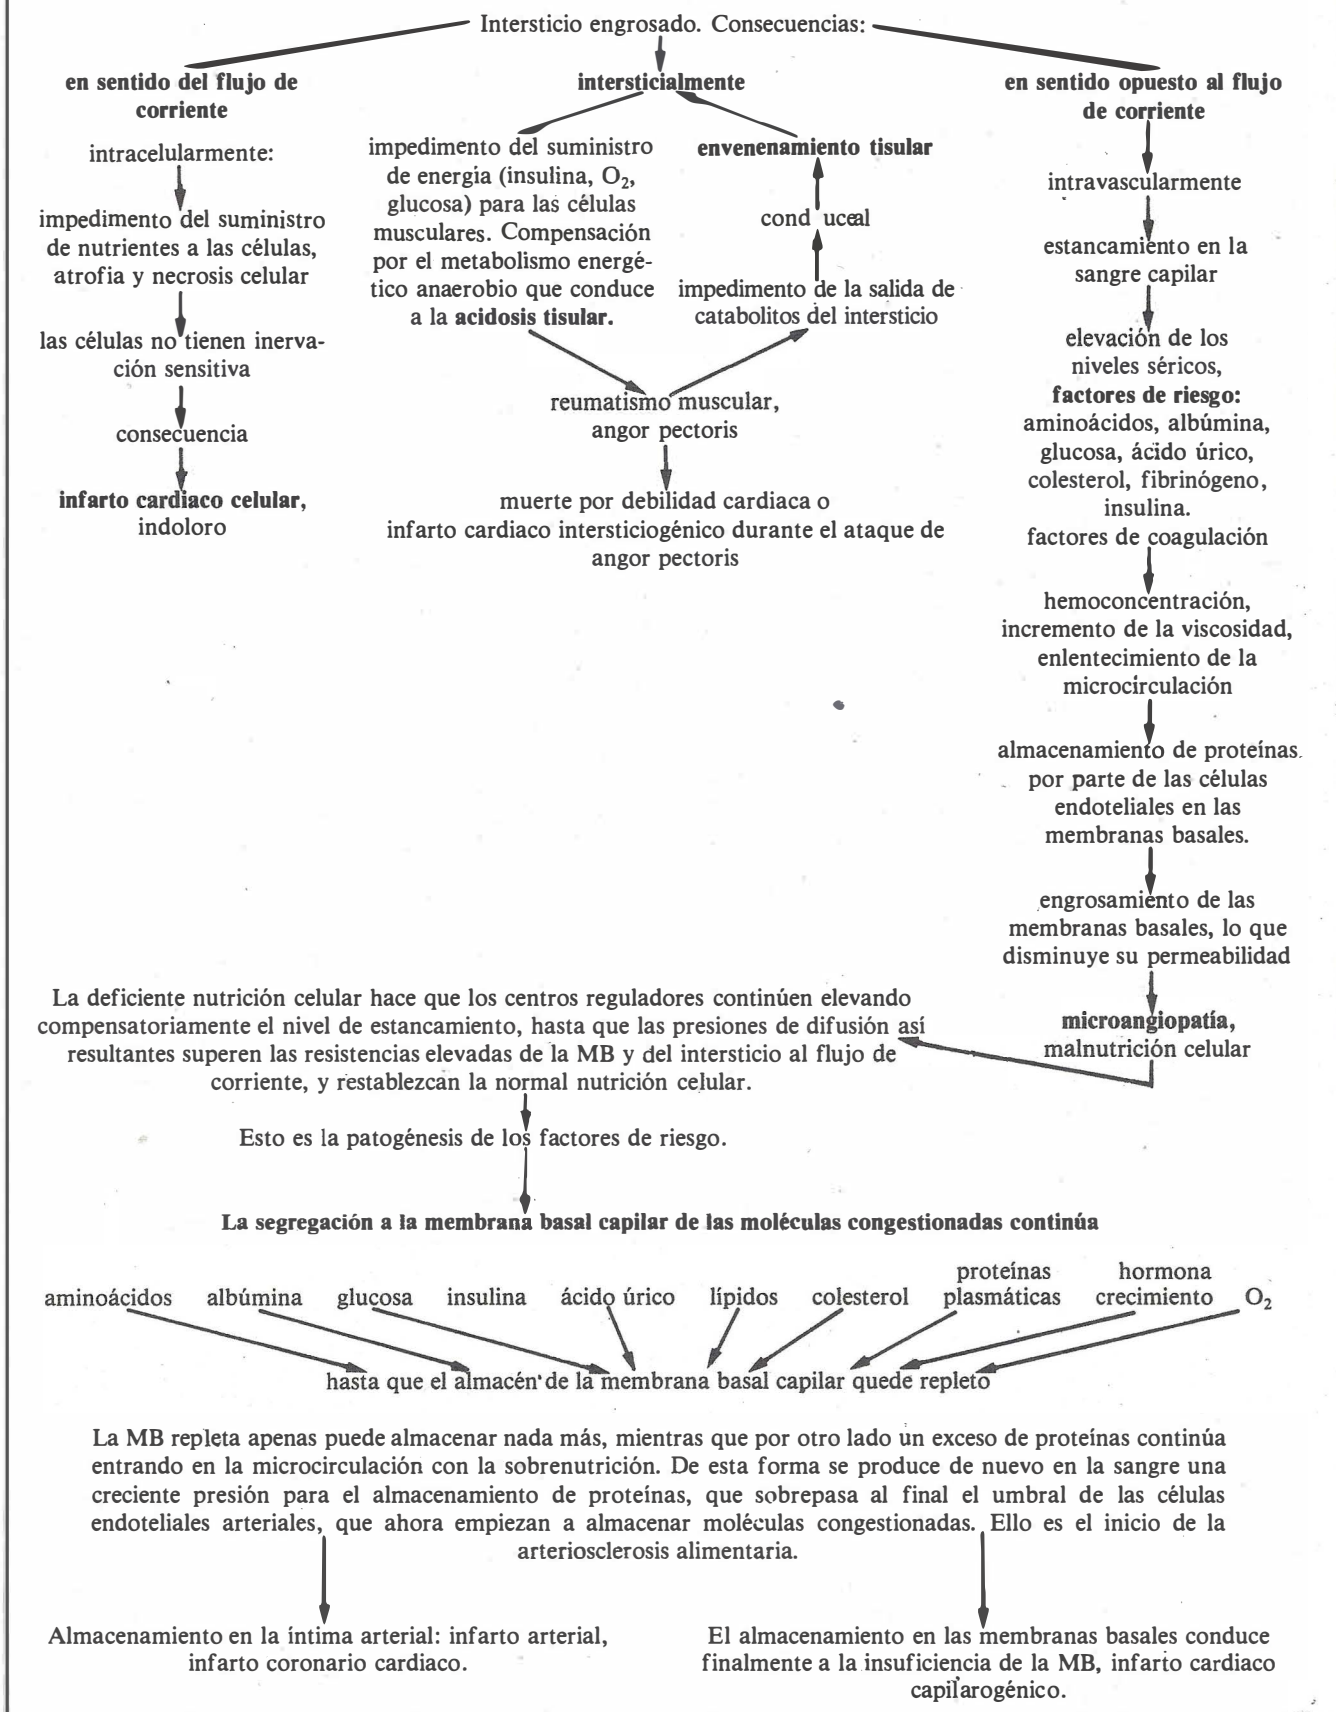 Intersticio engrosado. Consecuencias:
en sentido del flujo de
corriente
intracelularmente:
impedimento del suministro
de nutrientes a las células,
atrofia y necrosis celular
las células no tienen inerva-
ción sensitiva
consecuencia
infarto cardiaco celular,
indoloro
intersticialmente
impedimento del suministro
de energia (insulina, O₂,
glucosa) para las células
musculares. Compensación
por el metabolismo energé-
tico anaerobio que conduce
a la acidosis tisular.
envenenamiento tisular
cond uce al
impedimento de la salida de
catabolitos del intersticio
reumatismo muscular,
angor pectoris
muerte por debilidad cardiaca o
infarto cardiaco intersticiogénico durante el ataque de
angor pectoris
en sentido opuesto al flujo
de corriente
intravascularmente
estancamiento en la
sangre capilar
elevación de los
niveles séricos,
factores de riesgo:
aminoácidos, albúmina,
glucosa, ácido úrico,
colesterol, fibrinógeno,
insulina.
factores de coagulación
hemoconcentración,
incremento de la viscosidad,
enlentecimiento de la
microcirculación
almacenamiento de proteínas
por parte de las células
endoteliales en las
membranas basales.
engrosamiento de las
membranas basales, lo que
disminuye su permeabilidad
microangiopatía,
malnutrición celular
La deficiente nutrición celular hace que los centros reguladores continúen elevando
compensatoriamente el nivel de estancamiento, hasta que las presiones de difusión así
resultantes superen las resistencias elevadas de la MB y del intersticio al flujo de
corriente, y restablezcan la normal nutrición celular.
Esto es la patogénesis de los factores de riesgo.
La segregación a la membrana basal capilar de las moléculas congestionadas continúa
aminoácidos albúmina glucosa insulina ácido úrico lípidos colesterol proteínas plasmáticas hormona crecimiento O₂
hasta que el almacén de la membrana basal capilar quede repleto
La MB repleta apenas puede almacenar nada más, mientras que por otro lado un exceso de proteínas continúa
entrando en la microcirculación con la sobrenutrición. De esta forma se produce de nuevo en la sangre una
creciente presión para el almacenamiento de proteínas, que sobrepasa al final el umbral de las células
endoteliales arteriales, que ahora empiezan a almacenar moléculas congestionadas. Ello es el inicio de la
arteriosclerosis alimentaria.
Almacenamiento en la íntima arterial: infarto arterial,
infarto coronario cardiaco.
El almacenamiento en las membranas basales conduce
finalmente a la insuficiencia de la MB, infarto cardiaco
capilarogénico.